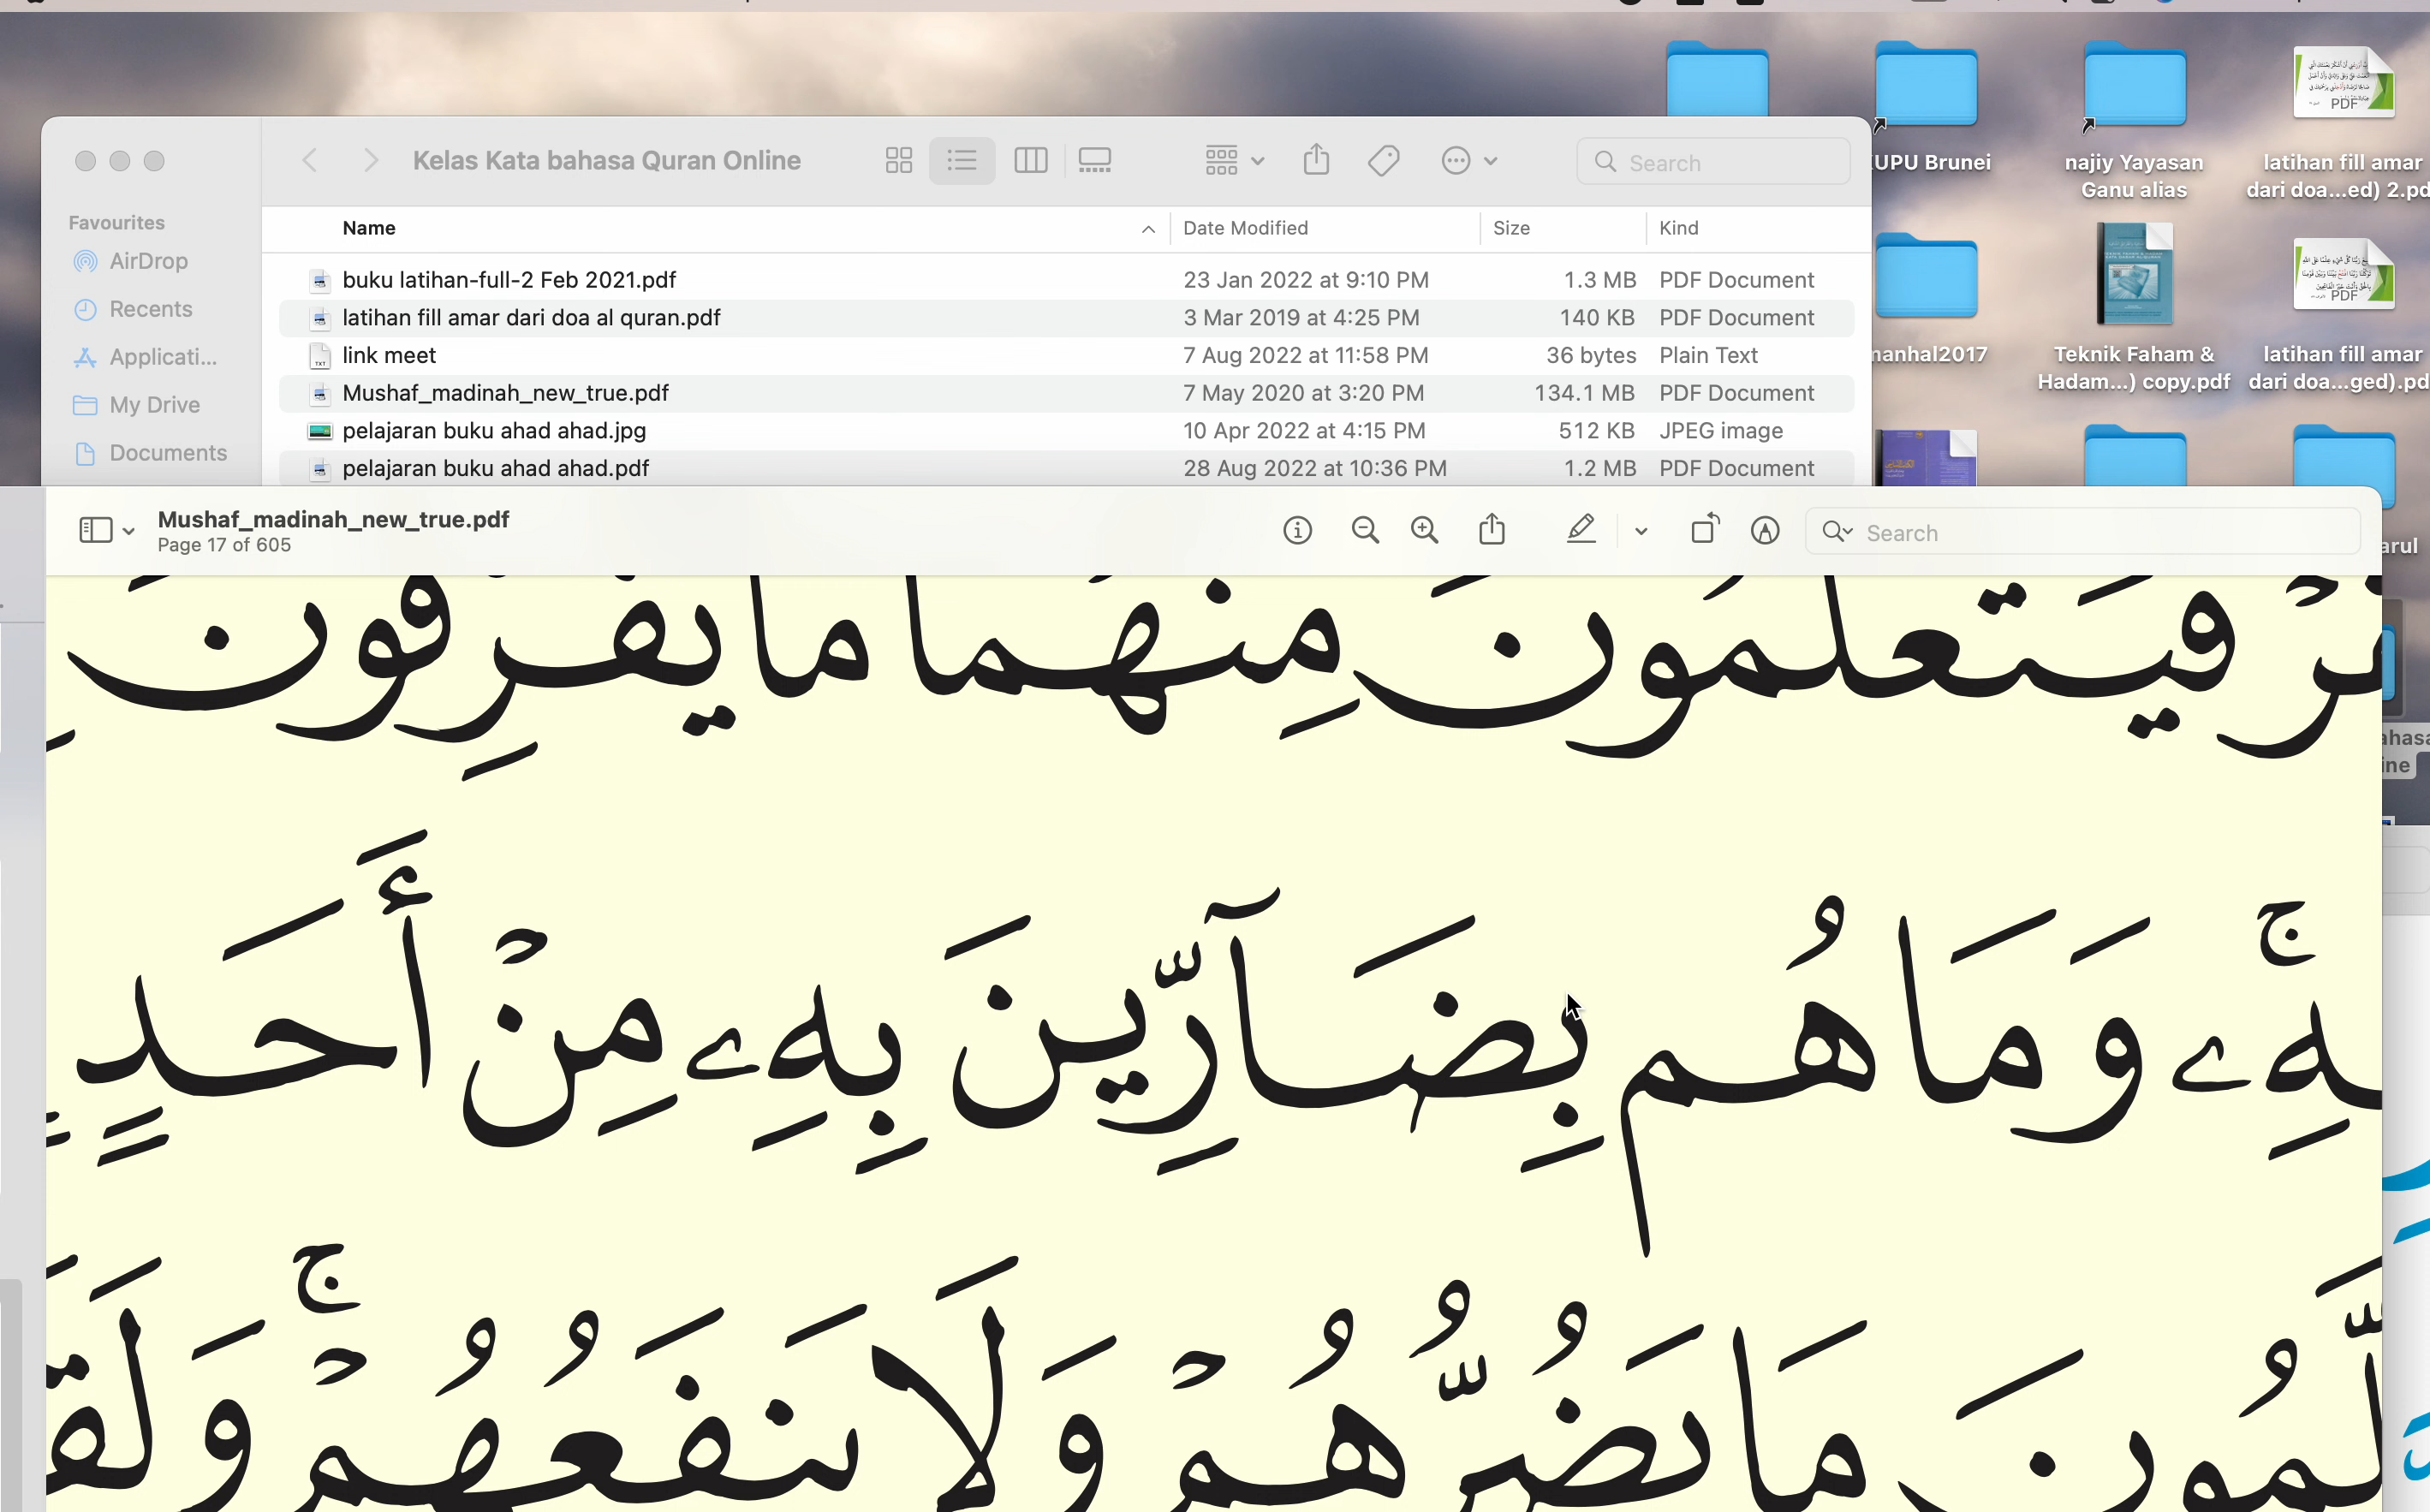 UPU Brunei
najiy Yayasan
Ganu alias
PDF
latihan fill amar
dari doa...ed) 2.pd
Kelas Kata bahasa Quran Online
Search
Favourites
AirDrop
Recents
Applicati...
My Drive
Documents
Name Date Modified Size Kind
buku latihan-full-2 Feb 2021.pdf 23 Jan 2022 at 9:10 PM 1.3 MB PDF Document
latihan fill amar dari doa al quran.pdf 3 Mar 2019 at 4:25 PM 140 KB PDF Document
link meet 7 Aug 2022 at 11:58 PM 36 bytes Plain Text
Mushaf_madinah_new_true.pdf 7 May 2020 at 3:20 PM 134.1 MB PDF Document
pelajaran buku ahad ahad.jpg 10 Apr 2022 at 4:15 PM 512 KB JPEG image
pelajaran buku ahad ahad.pdf 28 Aug 2022 at 10:36 PM 1.2 MB PDF Document
manhal2017
Teknik Faham &
Hadam...) copy.pdf
PDF
latihan fill amar
dari doa...ged).pd
arul
ahasa
ine
Mushaf_madinah_new_true.pdf
Page 17 of 605
Search
فَيَتَعَلَّمُونَ مِنْهُمَا مَا يُفَرِّقُونَ
ـهِۦۚ وَمَا هُم بِضَآرِّينَ بِهِۦ مِنْ أَحَدٍ
مَا يَضُرُّهُمْ وَلَا يَنفَعُهُمْۚ